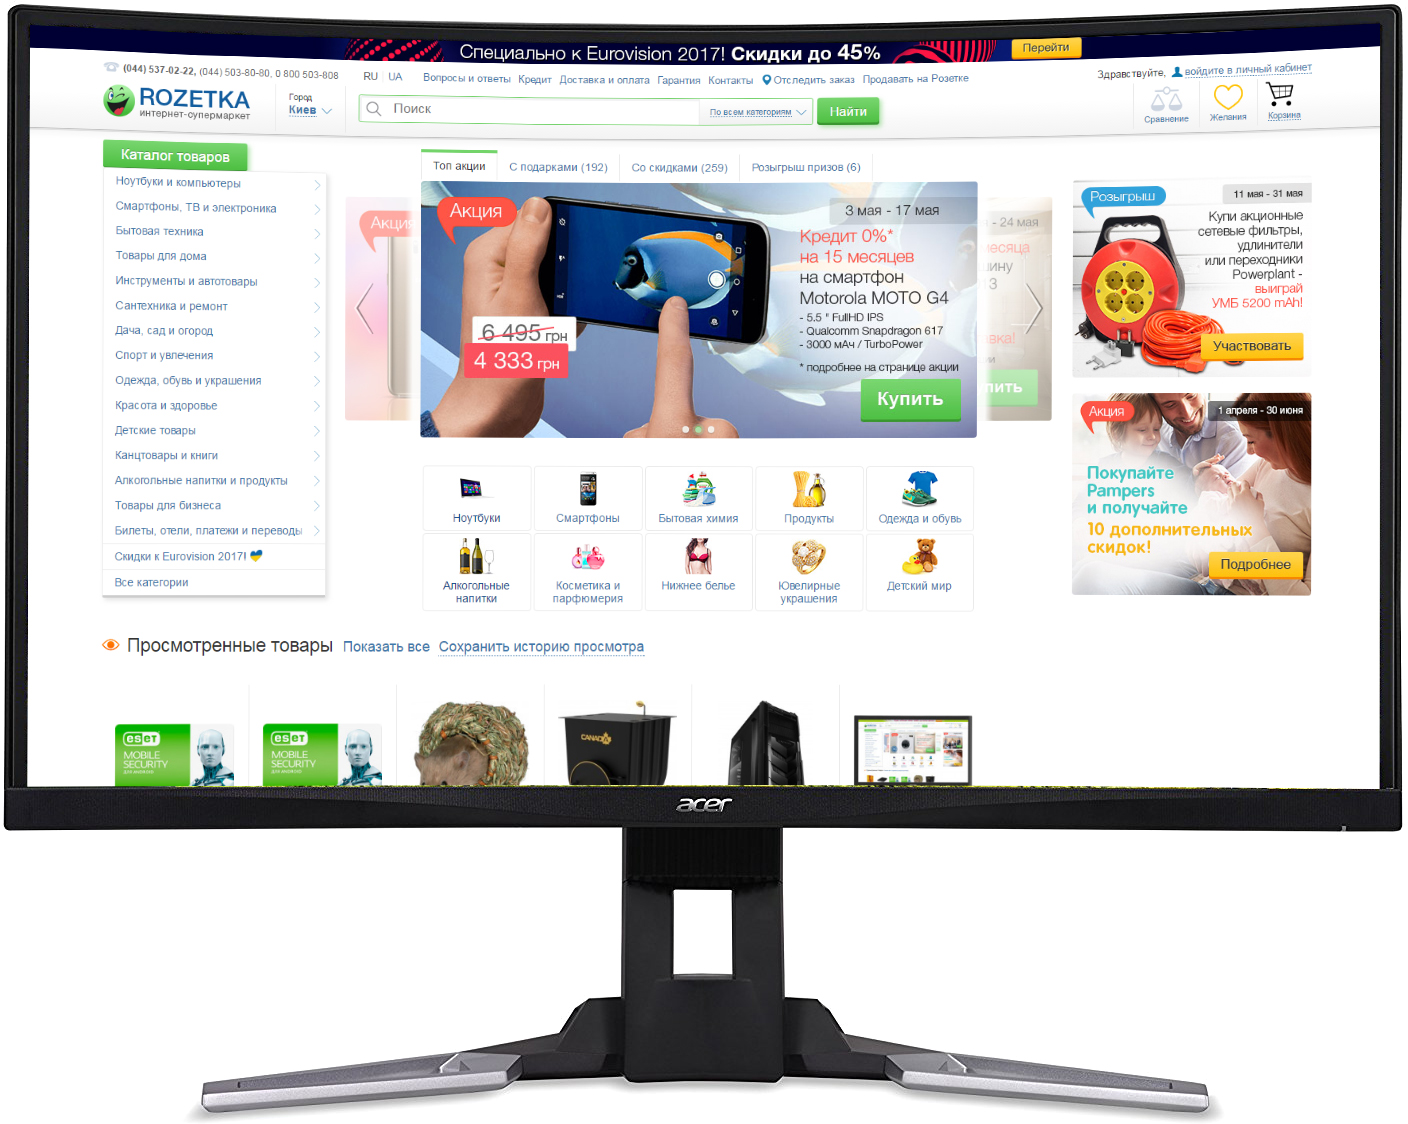 Специально к Eurovision 2017! Скидки до 45%
Перейти
(044) 537-02-22, (044) 503-80-80, 0 800 503-808
RU UA
Вопросы и ответы Кредит Доставка и оплата Гарантия Контакты Отследить заказ Продавать на Розетке
Здравствуйте, войдите в личный кабинет
ROZETKA
интернет-супермаркет
Город
Киев
Поиск
По всем категориям
Найти
Сравнение
Желания
Корзина
Каталог товаров
Ноутбуки и компьютеры
Смартфоны, ТВ и электроника
Бытовая техника
Товары для дома
Инструменты и автотовары
Сантехника и ремонт
Дача, сад и огород
Спорт и увлечения
Одежда, обувь и украшения
Красота и здоровье
Детские товары
Канцтовары и книги
Алкогольные напитки и продукты
Товары для бизнеса
Билеты, отели, платежи и переводы
Скидки к Eurovision 2017!
Все категории
Топ акции
С подарками (192)
Со скидками (259)
Розыгрыш призов (6)
Акция
Акция
3 мая - 17 мая
Кредит 0%*
на 15 месяцев
на смартфон
Motorola MOTO G4
- 5.5 " FullHD IPS
- Qualcomm Snapdragon 617
- 3000 мАч / TurboPower
* подробнее на странице акции
6 495 грн
4 333 грн
Купить
- 24 мая
Розыгрыш
11 мая - 31 мая
Купи акционные
сетевые фильтры,
удлинители
или переходники
Powerplant -
выиграй
УМБ 5200 mAh!
Участвовать
Акция
1 апреля - 30 июня
Покупайте
Pampers
и получайте
10 дополнительных
скидок!
Подробнее
Ноутбуки
Смартфоны
Бытовая химия
Продукты
Одежда и обувь
Алкогольные
напитки
Косметика и
парфюмерия
Нижнее белье
Ювелирные
украшения
Детский мир
Просмотренные товары Показать все Сохранить историю просмотра
eset
MOBILE
SECURITY
ДЛЯ ANDROID
eset
MOBILE
SECURITY
ДЛЯ ANDROID
CANADA
acer